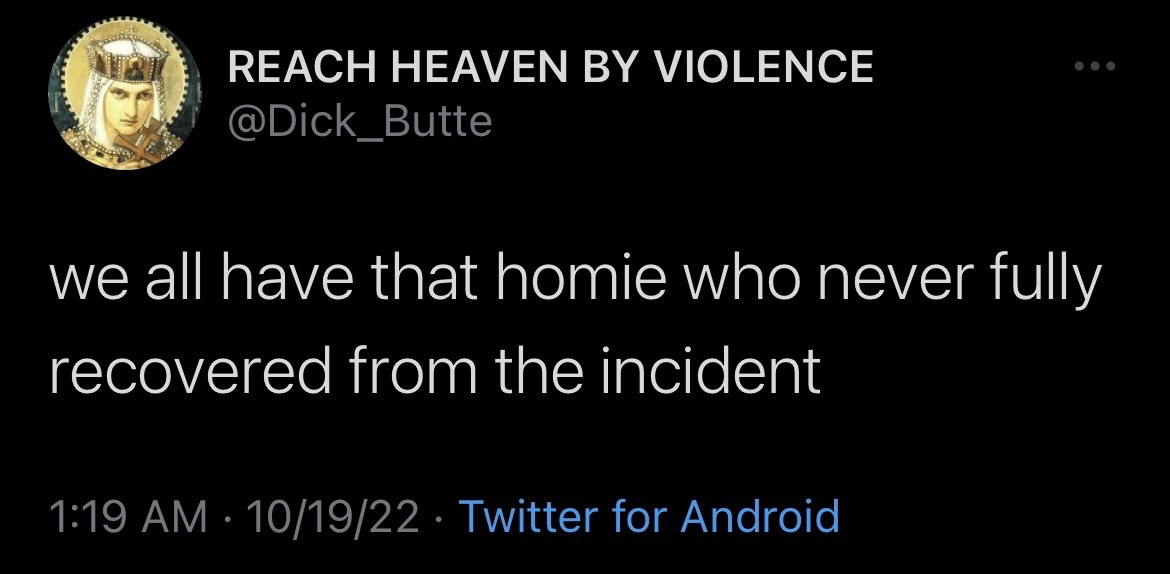 REACH HEAVEN BY VIOLENCE
@Dick_Butte
we all have that homie who never fully
recovered from the incident
1:19 AM · 10/19/22 · Twitter for Android